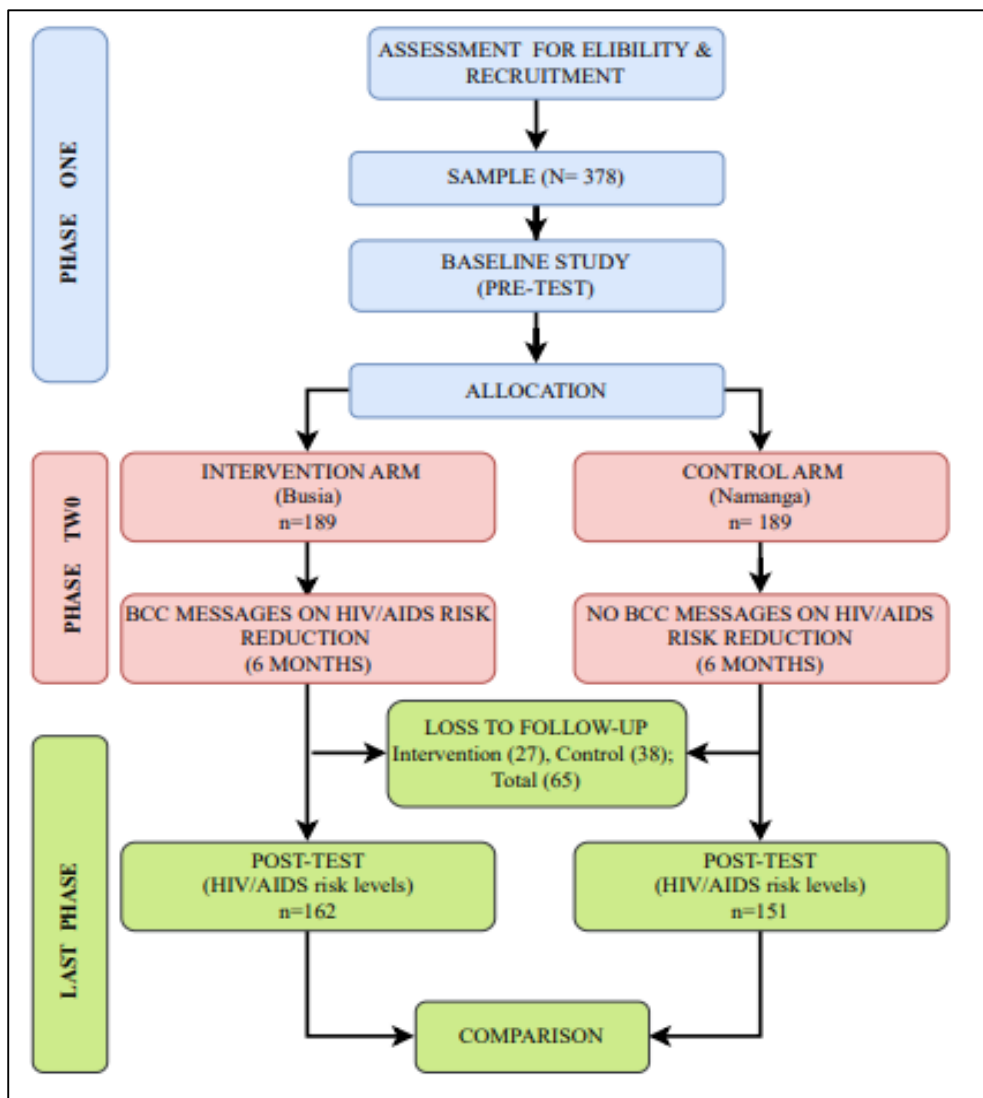 PHASE ONE
ASSESSMENT FOR ELIBILITY &
RECRUITMENT
SAMPLE (N= 378)
BASELINE STUDY
(PRE-TEST)
ALLOCATION
PHASE TW0
INTERVENTION ARM
(Busia)
n=189
CONTROL ARM
(Namanga)
n= 189
BCC MESSAGES ON HIV/AIDS RISK
REDUCTION
(6 MONTHS)
NO BCC MESSAGES ON HIV/AIDS
RISK REDUCTION
(6 MONTHS)
LAST PHASE
LOSS TO FOLLOW-UP
Intervention (27), Control (38);
Total (65)
POST-TEST
(HIV/AIDS risk levels)
n=162
POST-TEST
(HIV/AIDS risk levels)
n=151
COMPARISON